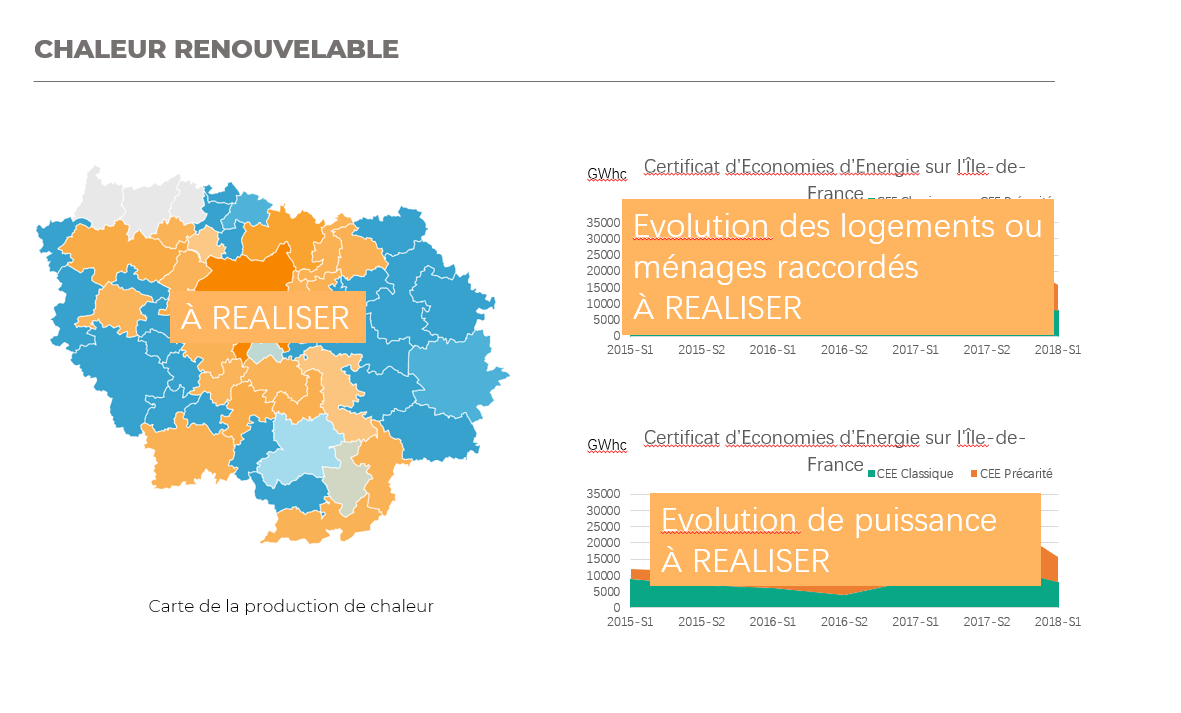 CHALEUR RENOUVELABLE
À REALISER
Carte de la production de chaleur
GWhc
Certificat d'Economies d'Energie sur l'Île-de-
France
CEE Classique
CEE Précarité
Evolution des logements ou
ménages raccordés
À REALISER
35000
30000
25000
20000
15000
10000
5000
0
2015-S1 2015-S2 2016-S1 2016-S2 2017-S1 2017-S2 2018-S1
GWhc
Certificat d'Economies d'Energie sur l'Île-de-
France
CEE Classique
CEE Précarité
Evolution de puissance
À REALISER
35000
30000
25000
20000
15000
10000
5000
0
2015-S1 2015-S2 2016-S1 2016-S2 2017-S1 2017-S2 2018-S1